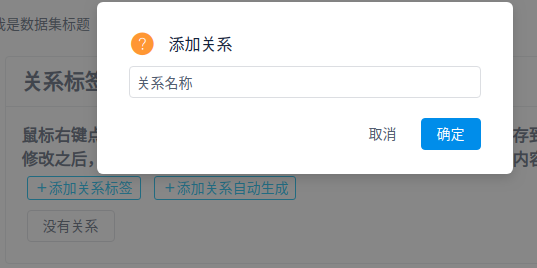 我是数据集标题
添加关系
关系名称
取消
确定
关系标签
鼠标右键点
存到
修改之后，
内容
＋添加关系标签
＋添加关系自动生成
没有关系